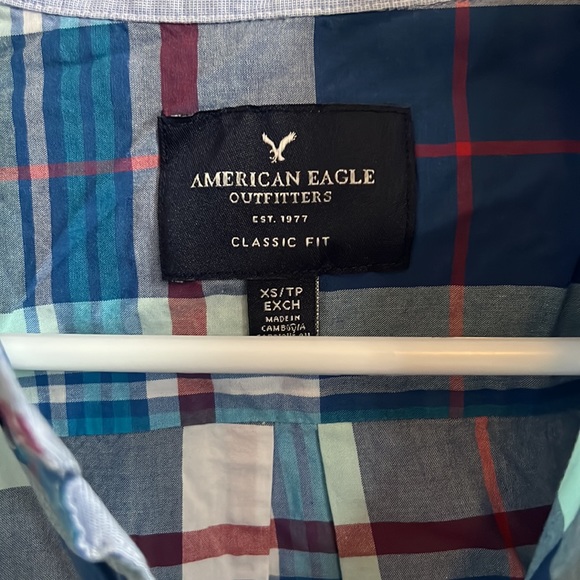 AMERICAN EAGLE
OUTFITTERS
EST. 1977
CLASSIC FIT
XS/TP
EXCH
MADE IN
CAMBODIA